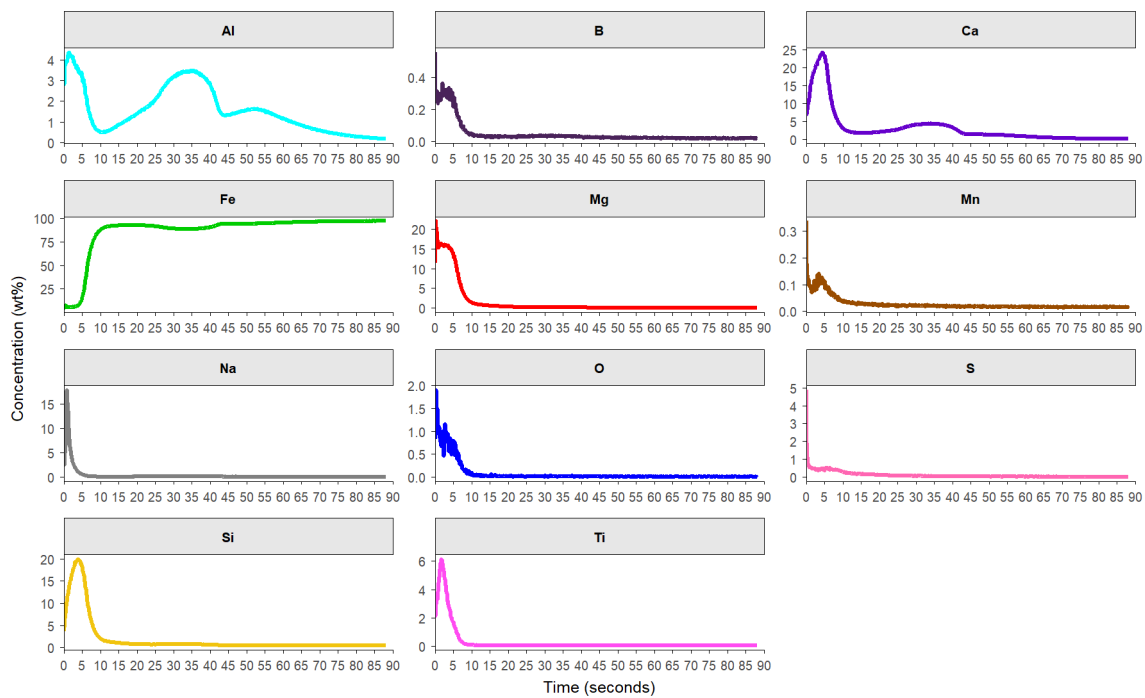 Al B Ca
4 3 2 1 0
0.4 0.2 0.0
25 20 15 10 5 0
0 5 10 15 20 25 30 35 40 45 50 55 60 65 70 75 80 85 90
0 5 10 15 20 25 30 35 40 45 50 55 60 65 70 75 80 85 90
0 5 10 15 20 25 30 35 40 45 50 55 60 65 70 75 80 85 90
Fe Mg Mn
100 75 50 25
20 15 10 5 0
0.3 0.2 0.1 0.0
0 5 10 15 20 25 30 35 40 45 50 55 60 65 70 75 80 85 90
0 5 10 15 20 25 30 35 40 45 50 55 60 65 70 75 80 85 90
0 5 10 15 20 25 30 35 40 45 50 55 60 65 70 75 80 85 90
Concentration (wt%)
Na O S
15 10 5 0
2.0 1.5 1.0 0.5 0.0
5 4 3 2 1 0
0 5 10 15 20 25 30 35 40 45 50 55 60 65 70 75 80 85 90
0 5 10 15 20 25 30 35 40 45 50 55 60 65 70 75 80 85 90
0 5 10 15 20 25 30 35 40 45 50 55 60 65 70 75 80 85 90
Si Ti
20 15 10 5 0
6 4 2 0
0 5 10 15 20 25 30 35 40 45 50 55 60 65 70 75 80 85 90
0 5 10 15 20 25 30 35 40 45 50 55 60 65 70 75 80 85 90
Time (seconds)